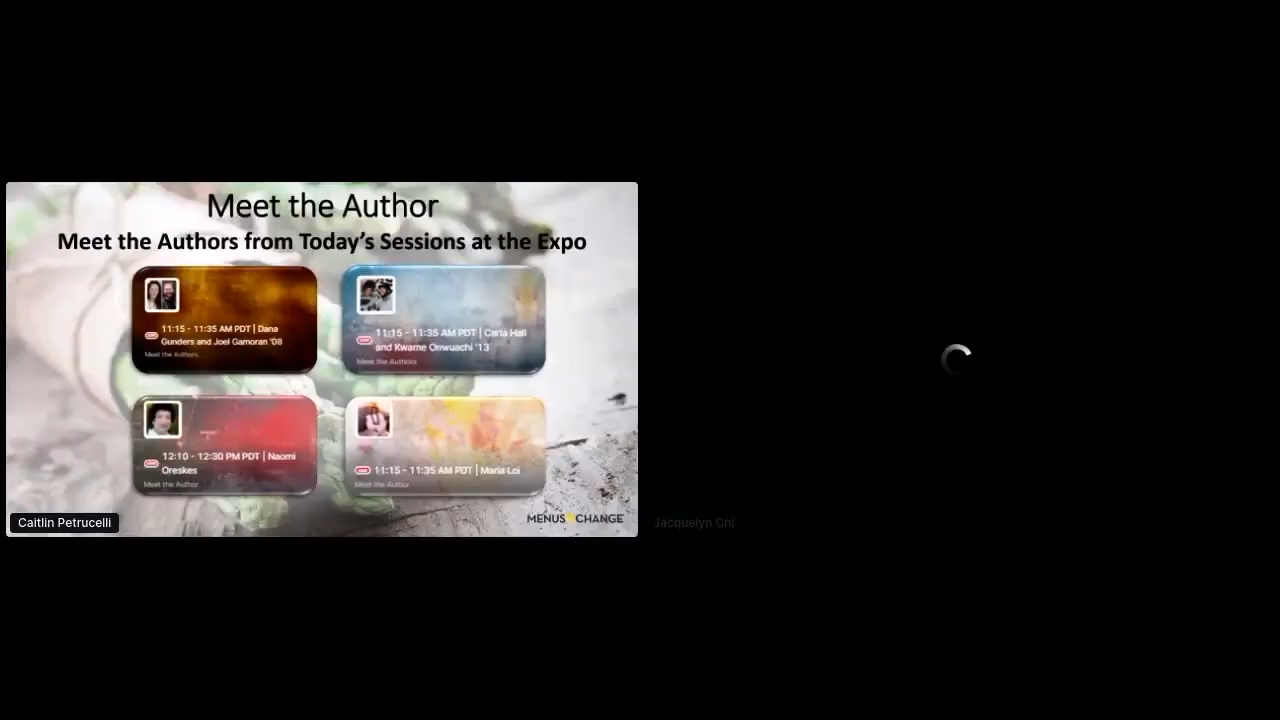 Meet the Author
Meet the Authors from Today's Sessions at the Expo
11:15 - 11:35 AM PDT | Dana
Gunders and Joel Gamoran '08
Meet the Authors
11:15 - 11:35 AM PDT | Carla Hall
and Kwame Onwuachi '13
Meet the Authors
12:10 - 12:30 PM PDT | Naomi
Oreskes
Meet the Author
11:15 - 11:35 AM PDT | Maria Loi
Meet the Author
MENUS CHANGE
Caitlin Petrucelli
Jacquelyn Chi